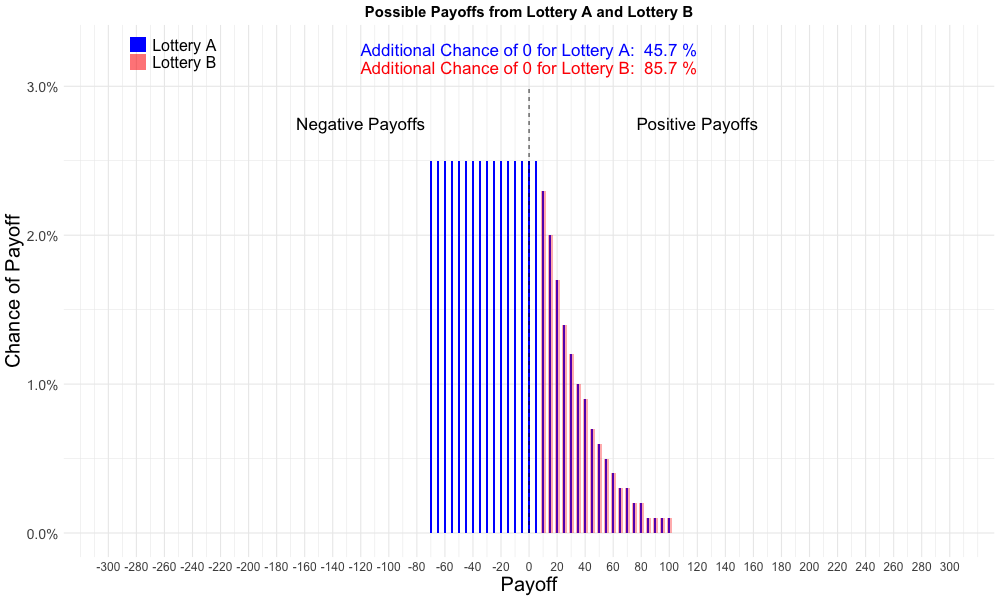 Possible Payoffs from Lottery A and Lottery B
Lottery A
Lottery B
Additional Chance of 0 for Lottery A: 45.7 %
Additional Chance of 0 for Lottery B: 85.7 %
Negative Payoffs
Positive Payoffs
Chance of Payoff
3.0%
2.0%
1.0%
0.0%
-300 -280 -260 -240 -220 -200 -180 -160 -140 -120 -100 -80 -60 -40 -20 0 20 40 60 80 100 120 140 160 180 200 220 240 260 280 300
Payoff